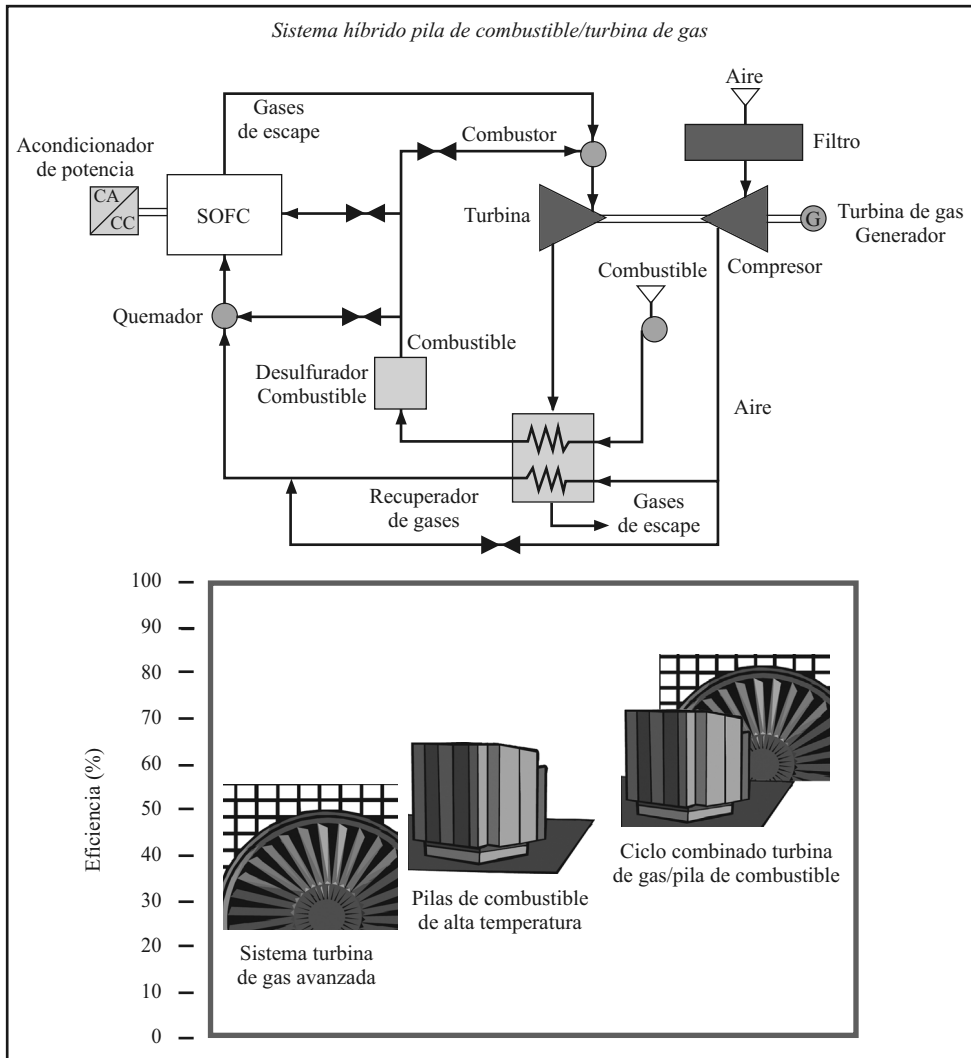 Sistema híbrido pila de combustible/turbina de gas
Aire
Gases
de escape
Combustor
Filtro
Acondicionador
de potencia
CA
CC
SOFC
Turbina
G
Turbina de gas
Generador
Compresor
Combustible
Quemador
Combustible
Desulfurador
Combustible
Aire
Recuperador
de gases
Gases
de escape
100
90
80
70
60
50
40
30
20
10
0
Eficiencia (%)
Ciclo combinado turbina
de gas/pila de combustible
Pilas de combustible
de alta temperatura
Sistema turbina
de gas avanzada